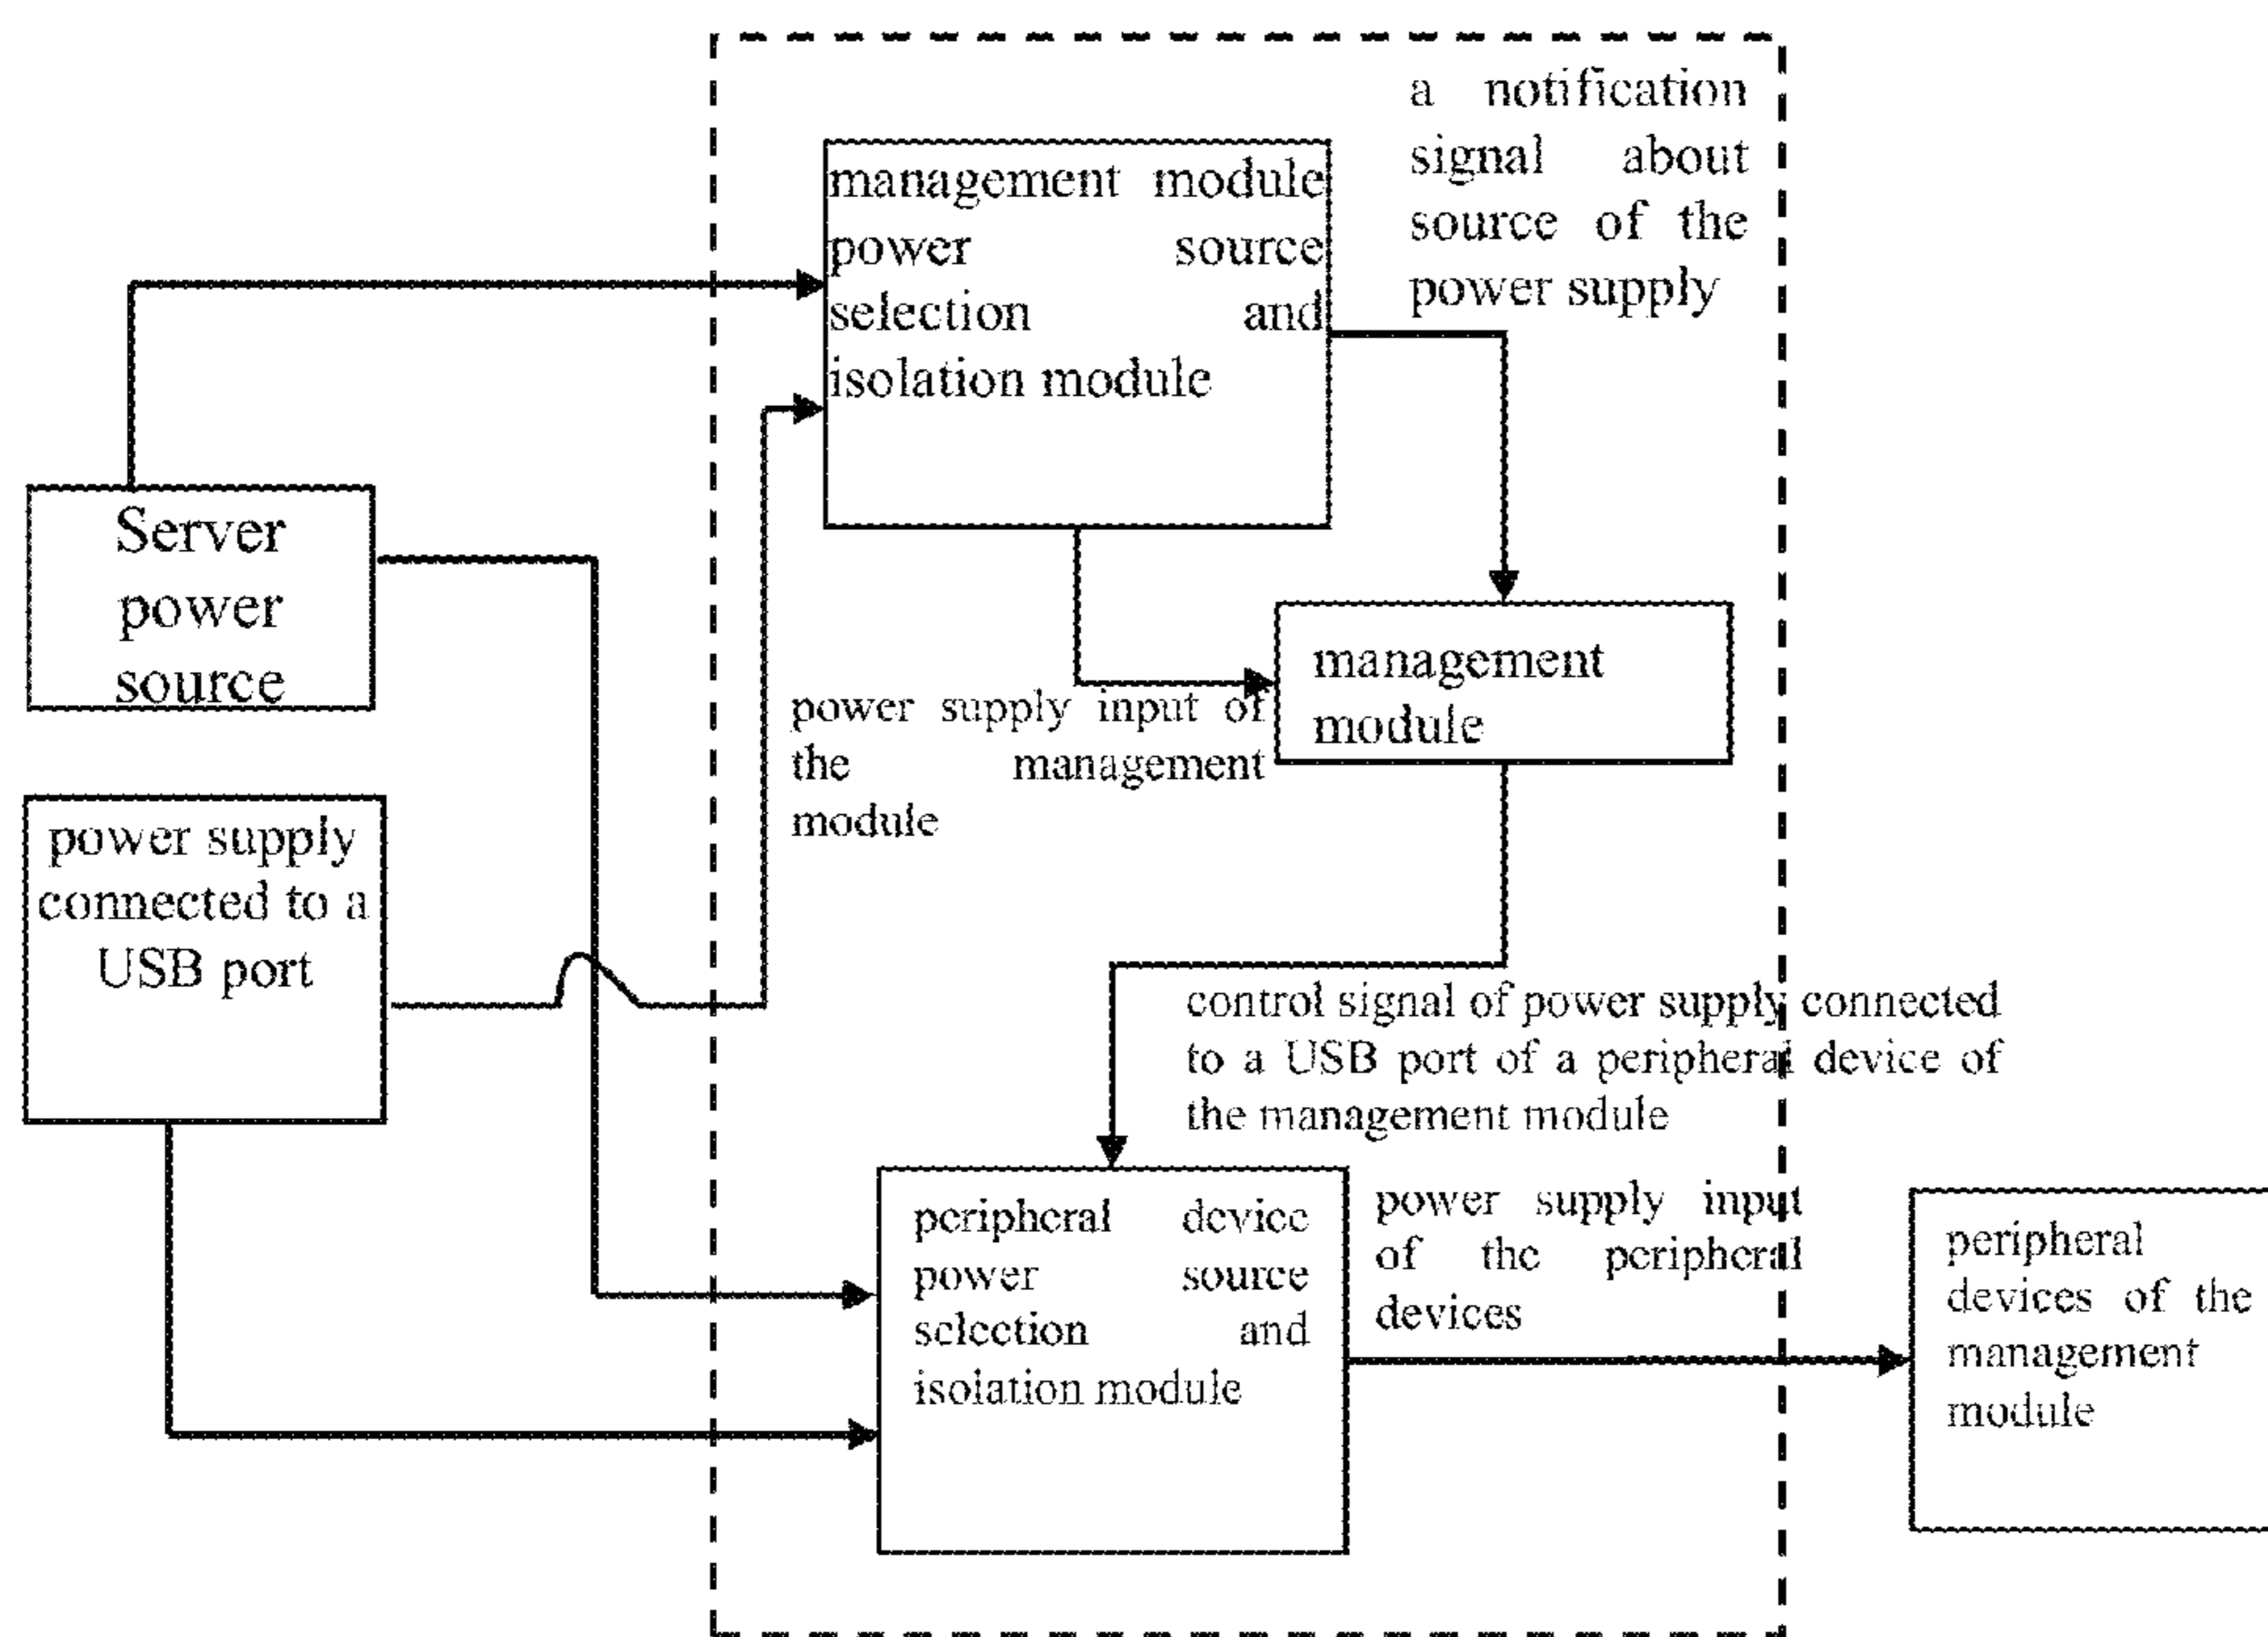 a notification
signal about
source of the
power supply
management module
power source
selection and
isolation module
Server
power
source
management
module
power supply input of
the management
module
power supply
connected to a
USB port
control signal of power supply connected
to a USB port of a peripheral device of
the management module
peripheral device
power source
selection and
isolation module
power supply input
of the peripheral
devices
peripheral
devices of the
management
module